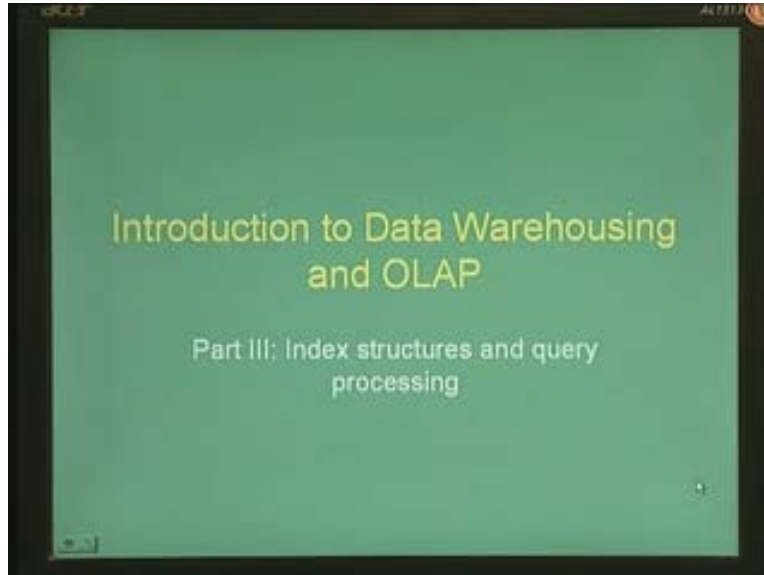 Introduction to Data Warehousing
and OLAP
Part III: Index structures and query
processing